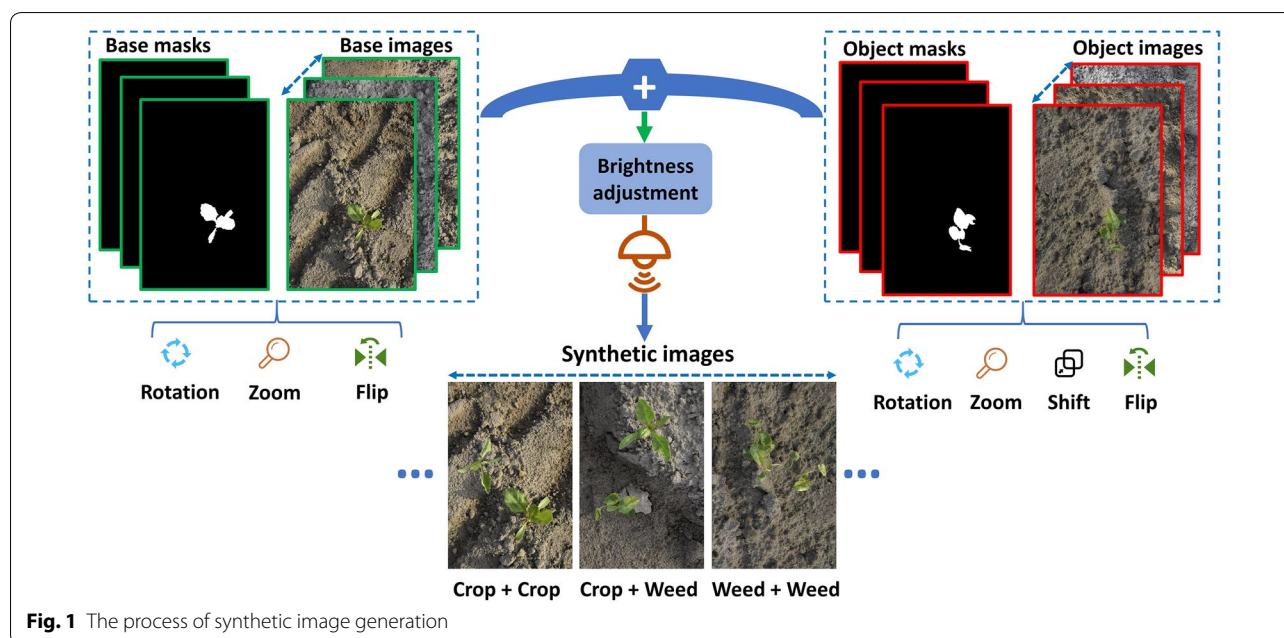 Base masks
Base images
Object masks
Object images
+
Brightness
adjustment
Rotation
Zoom
Flip
Synthetic images
Rotation
Zoom
Shift
Flip
Crop + Crop
Crop + Weed
Weed + Weed
Fig. 1 The process of synthetic image generation